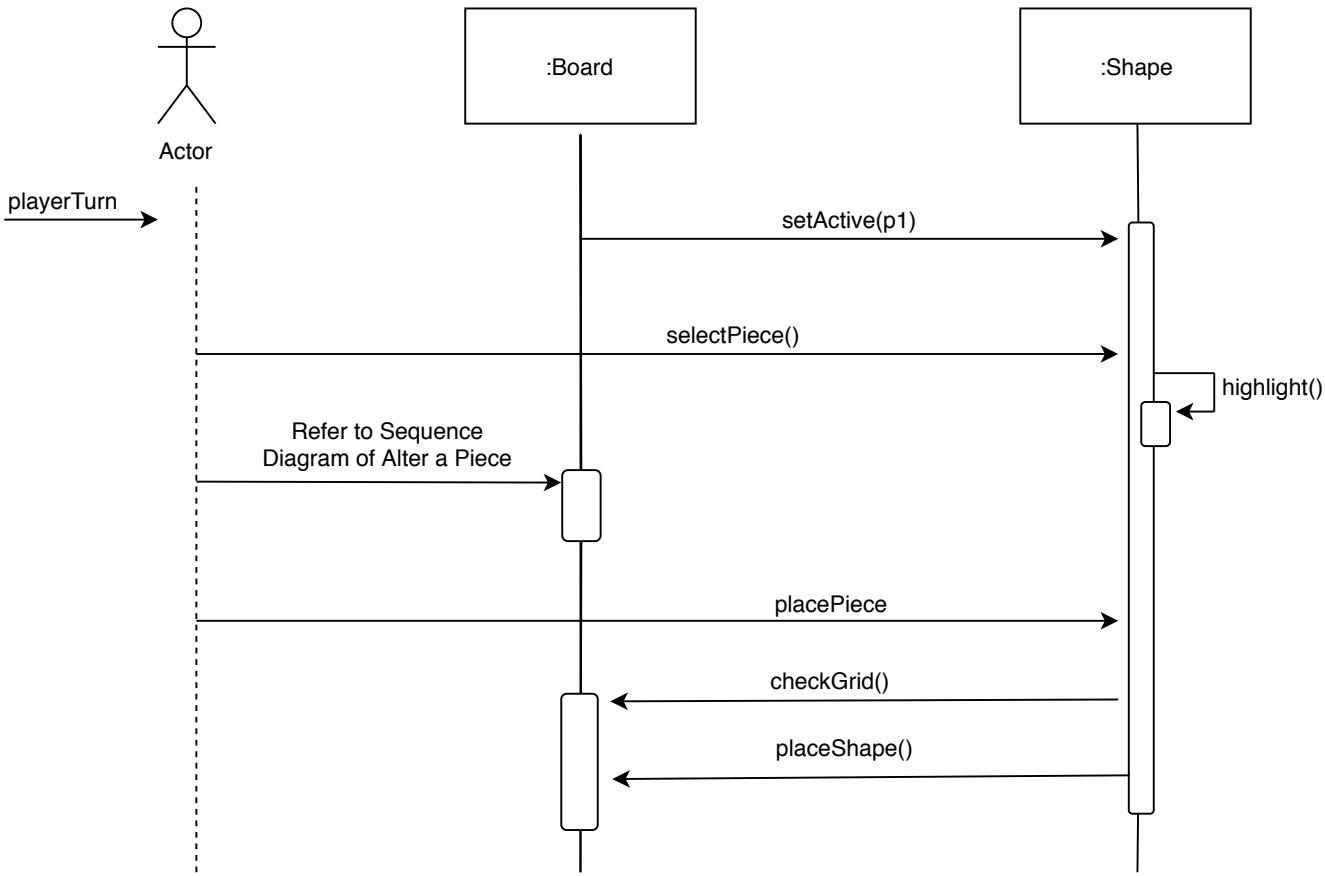 :Board
:Shape
Actor
playerTurn
setActive(p1)
selectPiece()
highlight()
Refer to Sequence
Diagram of Alter a Piece
placePiece
checkGrid()
placeShape()